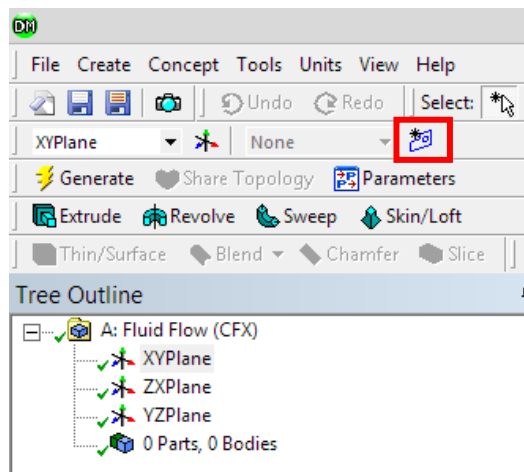 DM
File Create Concept Tools Units View Help
Undo Redo Select:
XYPlane None
Generate Share Topology Parameters
Extrude Revolve Sweep Skin/Loft
Thin/Surface Blend Chamfer Slice
Tree Outline
A: Fluid Flow (CFX)
XYPlane
ZXPlane
YZPlane
0 Parts, 0 Bodies